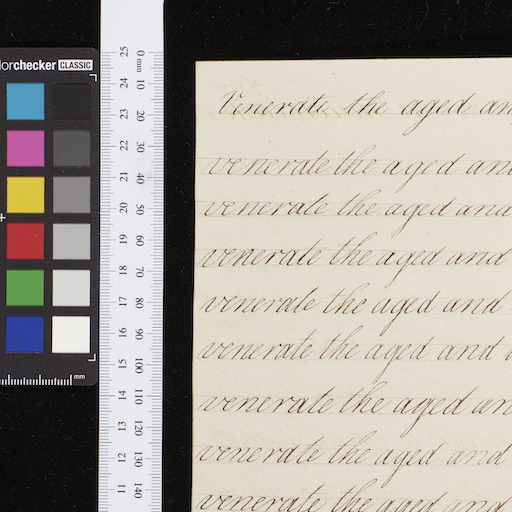 colorchecker CLASSIC
mm
25 24 23 22 21 20 19 18 17 16 15 14 13 12 11
0 mm 10 20 30 40 50 60 70 80 90 100 110 120 130 140
Venerate the aged an
venerate the aged and
venerate the aged and
venerate the aged and
venerale the aged and
venerate the aged and
venerate the aged an
venerate the aged and
venerate the aged and